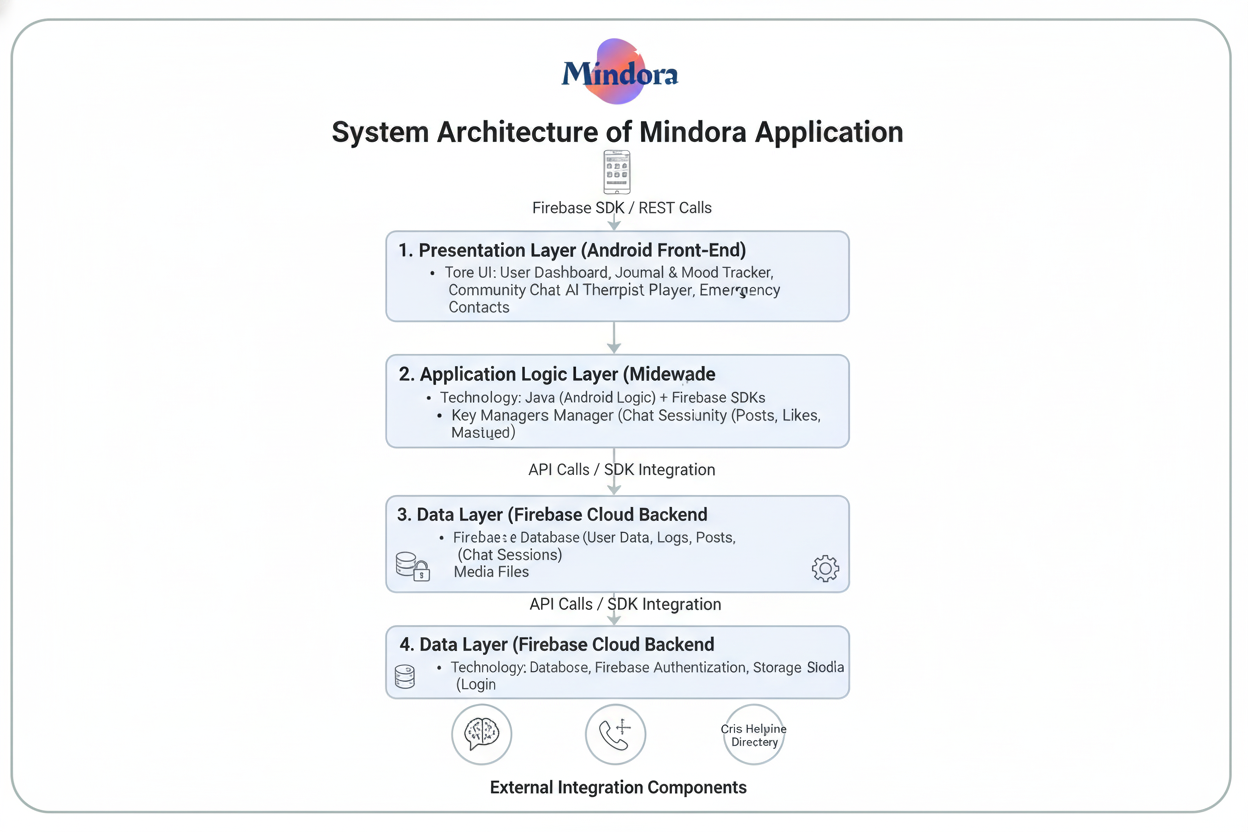 Mindora
System Architecture of Mindora Application
Firebase SDK / REST Calls
1. Presentation Layer (Android Front-End)
• Tore UI: User Dashboard, Joumal & Mood Tracker,
Community Chat AI Therrpist Player, Emergency
Contacts
2. Application Logic Layer (Midewade
• Technology: Java (Android Logic) + Firebase SDKs
• Key Managers Manager (Chat Sessiunity (Posts, Likes,
Mastyed)
API Calls / SDK Integration
3. Data Layer (Firebase Cloud Backend
• Firebaese Database (User Data, Logs, Posts,
(Chat Sessions)
Media Files
API Calls / SDK Integration
4. Data Layer (Firebase Cloud Backend
• Technology: Database, Firebase Authentization, Storage Slodia
(Login
Cris Helpine
Directery
External Integration Components